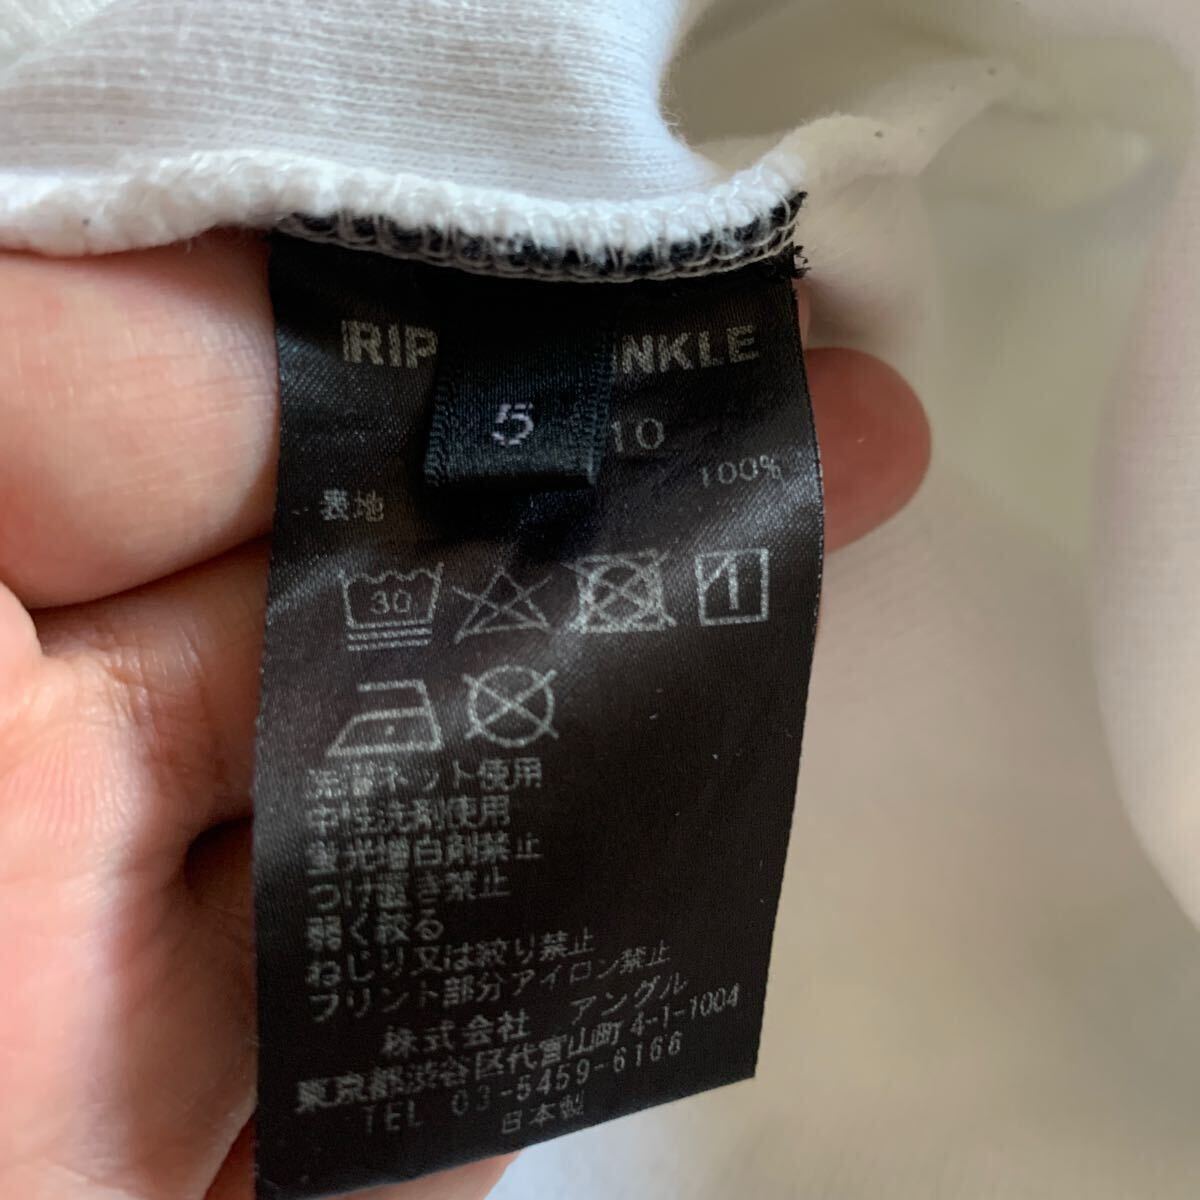 RIP
NKLE
5
10
100%
表地
30
1
洗濯ネット使用
中性洗剤使用
蛍光増白剤禁止
つけ置き禁止
弱く絞る
ねじり又は絞り禁止
プリント部分アイロン禁止
株式会社 アングル
東京都渋谷区代官山町4-1-1004
TEL 03-5459-6166
日本製